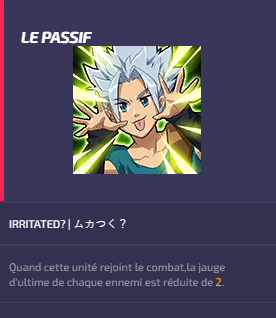 LE PASSIF
IRRITATED? | ムカつく？
Quand cette unité rejoint le combat,la jauge
d'ultime de chaque ennemi est réduite de 2.